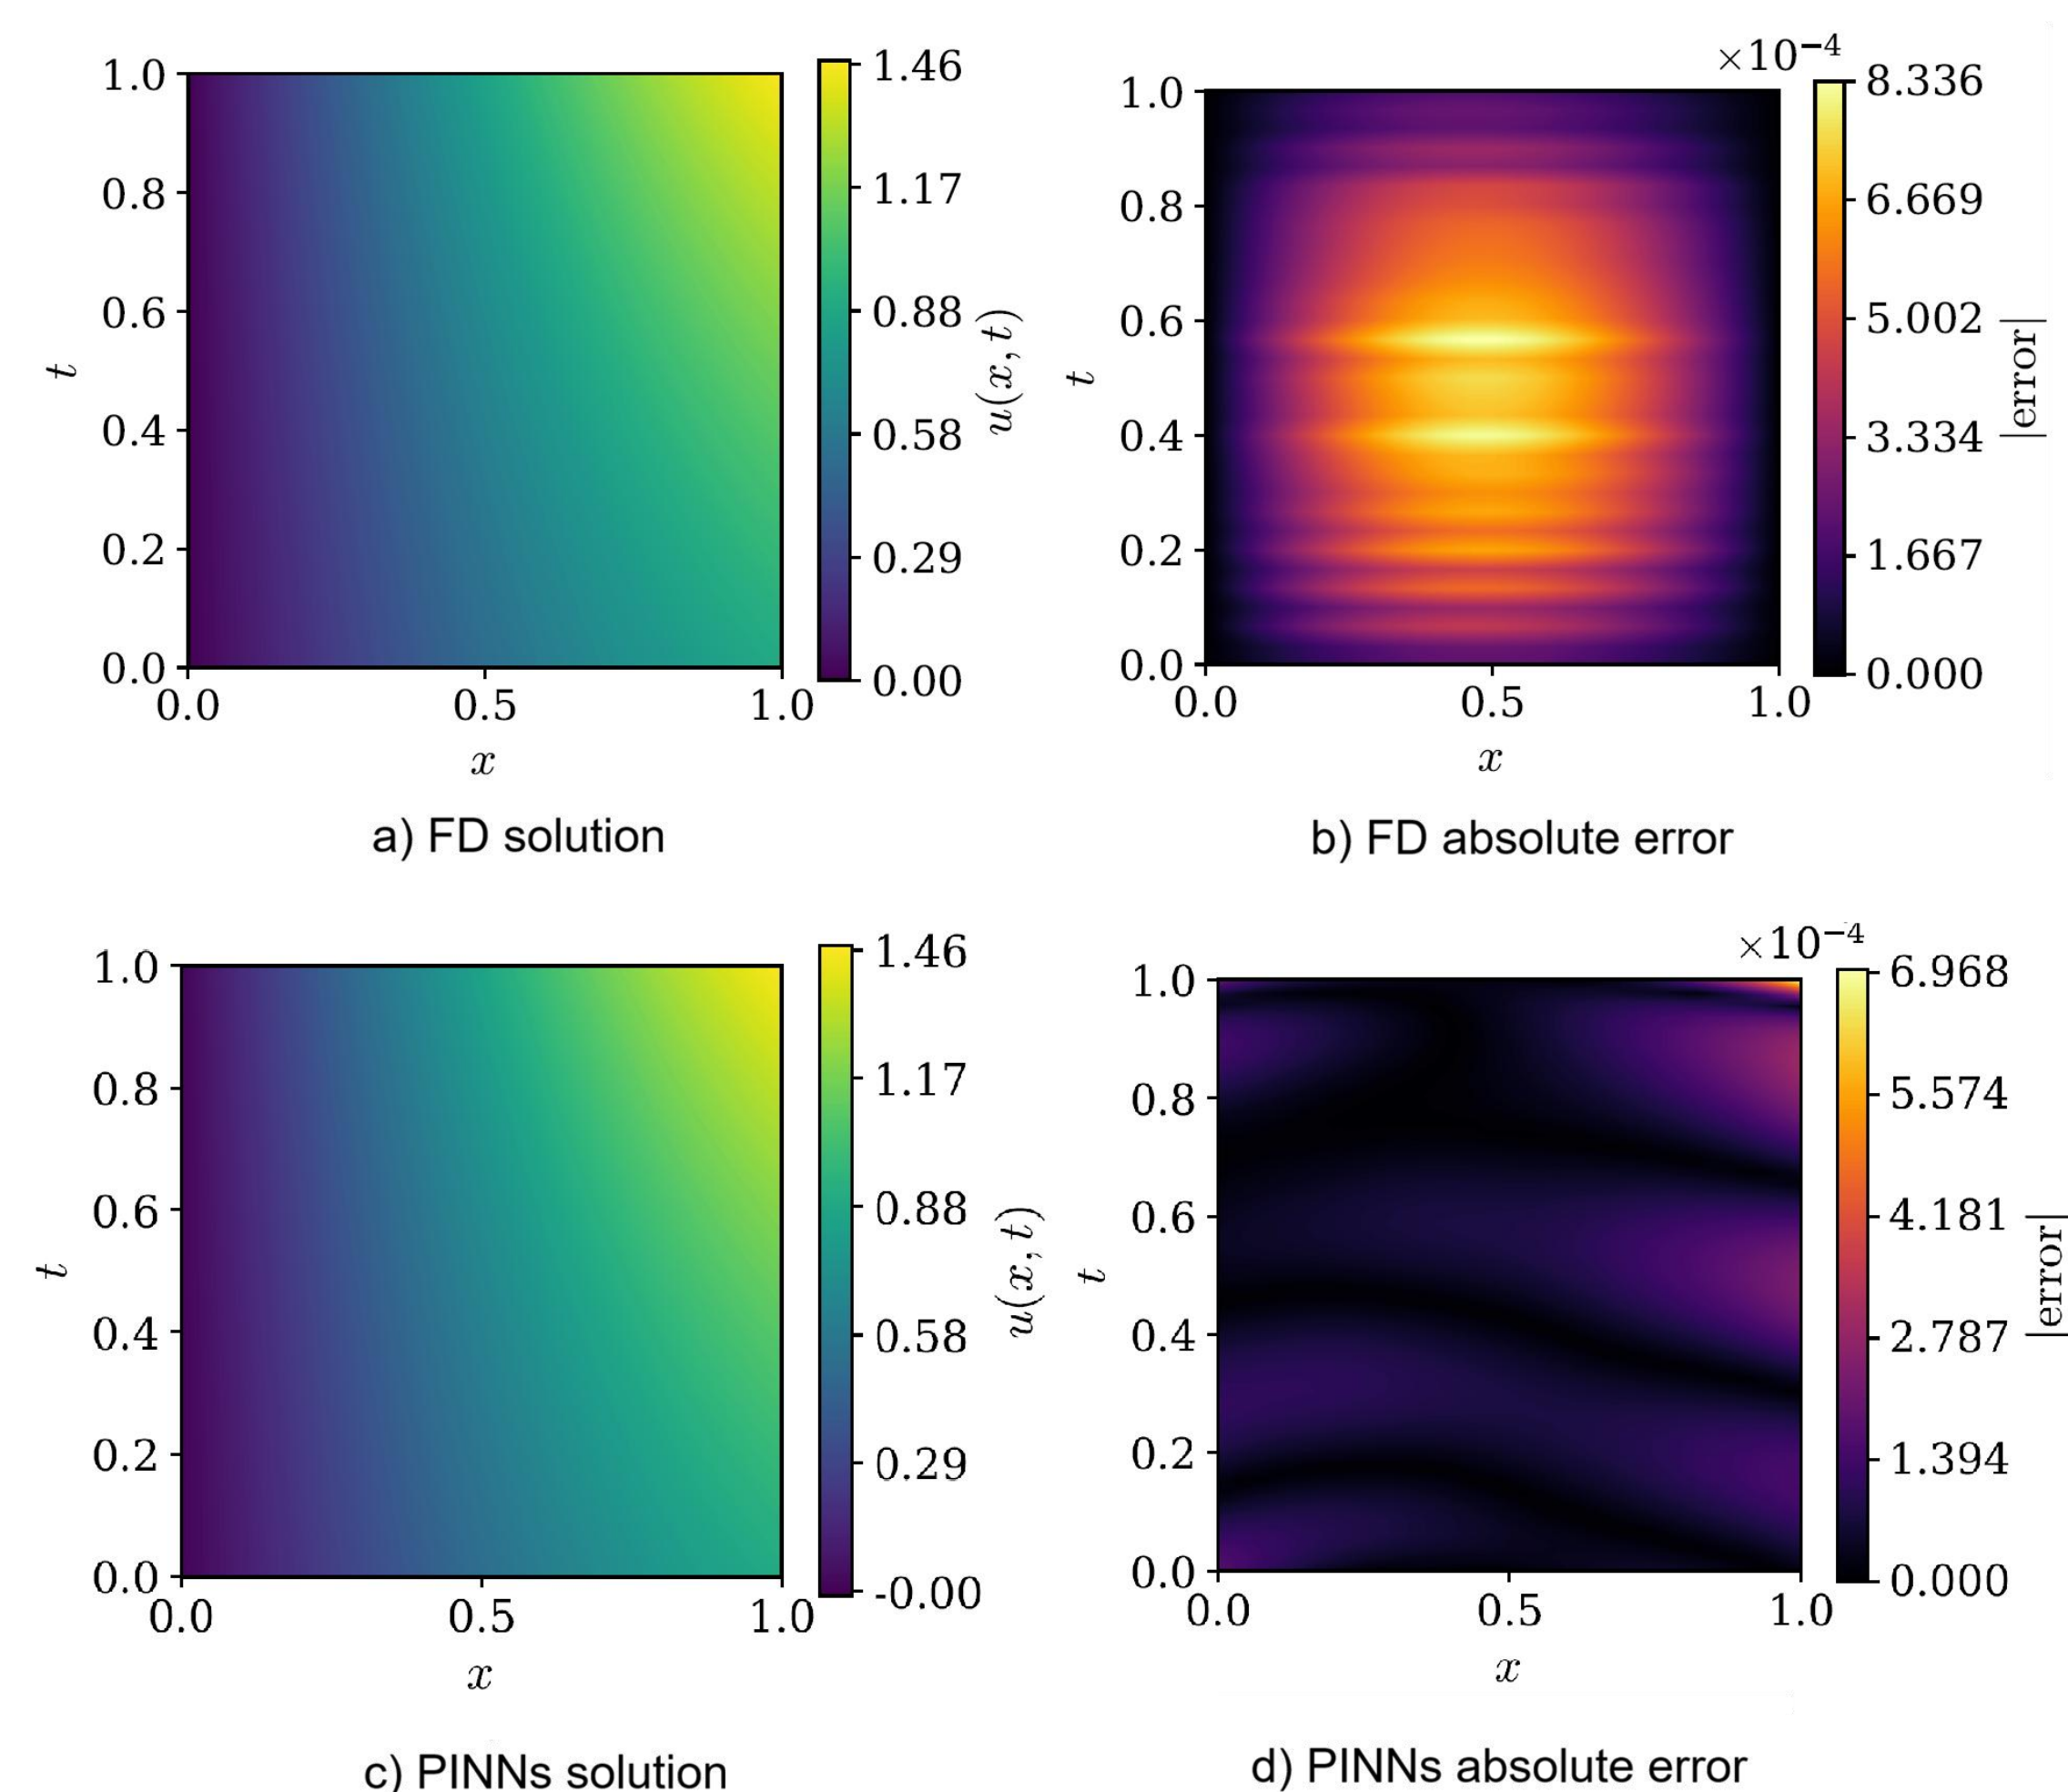 1.0
0.8
0.6
0.4
0.2
0.0
t
0.0 0.5 1.0
x
1.46
1.17
0.88
0.58
0.29
0.00
u(x, t)
a) FD solution
×10⁻⁴
1.0
0.8
0.6
0.4
0.2
0.0
t
0.0 0.5 1.0
x
8.336
6.669
5.002
3.334
1.667
0.000
|error|
b) FD absolute error
1.0
0.8
0.6
0.4
0.2
0.0
t
0.0 0.5 1.0
x
1.46
1.17
0.88
0.58
0.29
-0.00
u(x, t)
c) PINNs solution
×10⁻⁴
1.0
0.8
0.6
0.4
0.2
0.0
t
0.0 0.5 1.0
x
6.968
5.574
4.181
2.787
1.394
0.000
|error|
d) PINNs absolute error